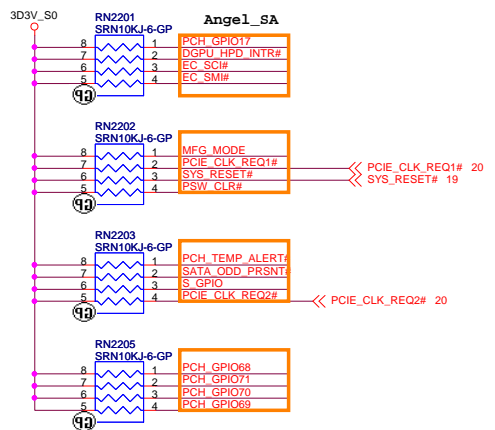 3D3V_S0
RN2201
SRN10KJ-6-GP
Angel_SA
8 1 PCH_GPIO17
7 2 DGPU_HPD_INTR#
6 3 EC_SCI#
5 4 EC_SMI#
GP
RN2202
SRN10KJ-6-GP
8 1 MFG_MODE
7 2 PCIE_CLK_REQ1# PCIE_CLK_REQ1# 20
6 3 SYS_RESET# SYS_RESET# 19
5 4 PSW_CLR#
GP
RN2203
SRN10KJ-6-GP
8 1 PCH_TEMP_ALERT#
7 2 SATA_ODD_PRSNT#
6 3 S_GPIO
5 4 PCIE_CLK_REQ2# PCIE_CLK_REQ2# 20
GP
RN2205
SRN10KJ-6-GP
8 1 PCH_GPIO68
7 2 PCH_GPIO71
6 3 PCH_GPIO70
5 4 PCH_GPIO69
GP